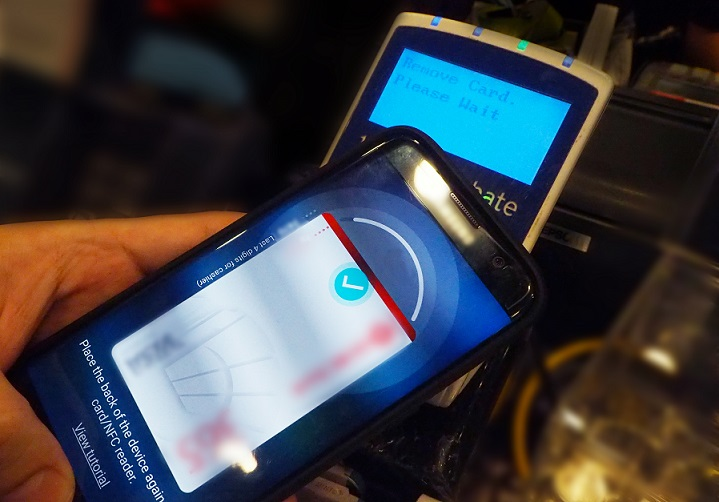 Remove Card.
Please Wait
bate
Last 4 digits for cashier)
Place the back of the device again
card/NFC reader.
View tutorial